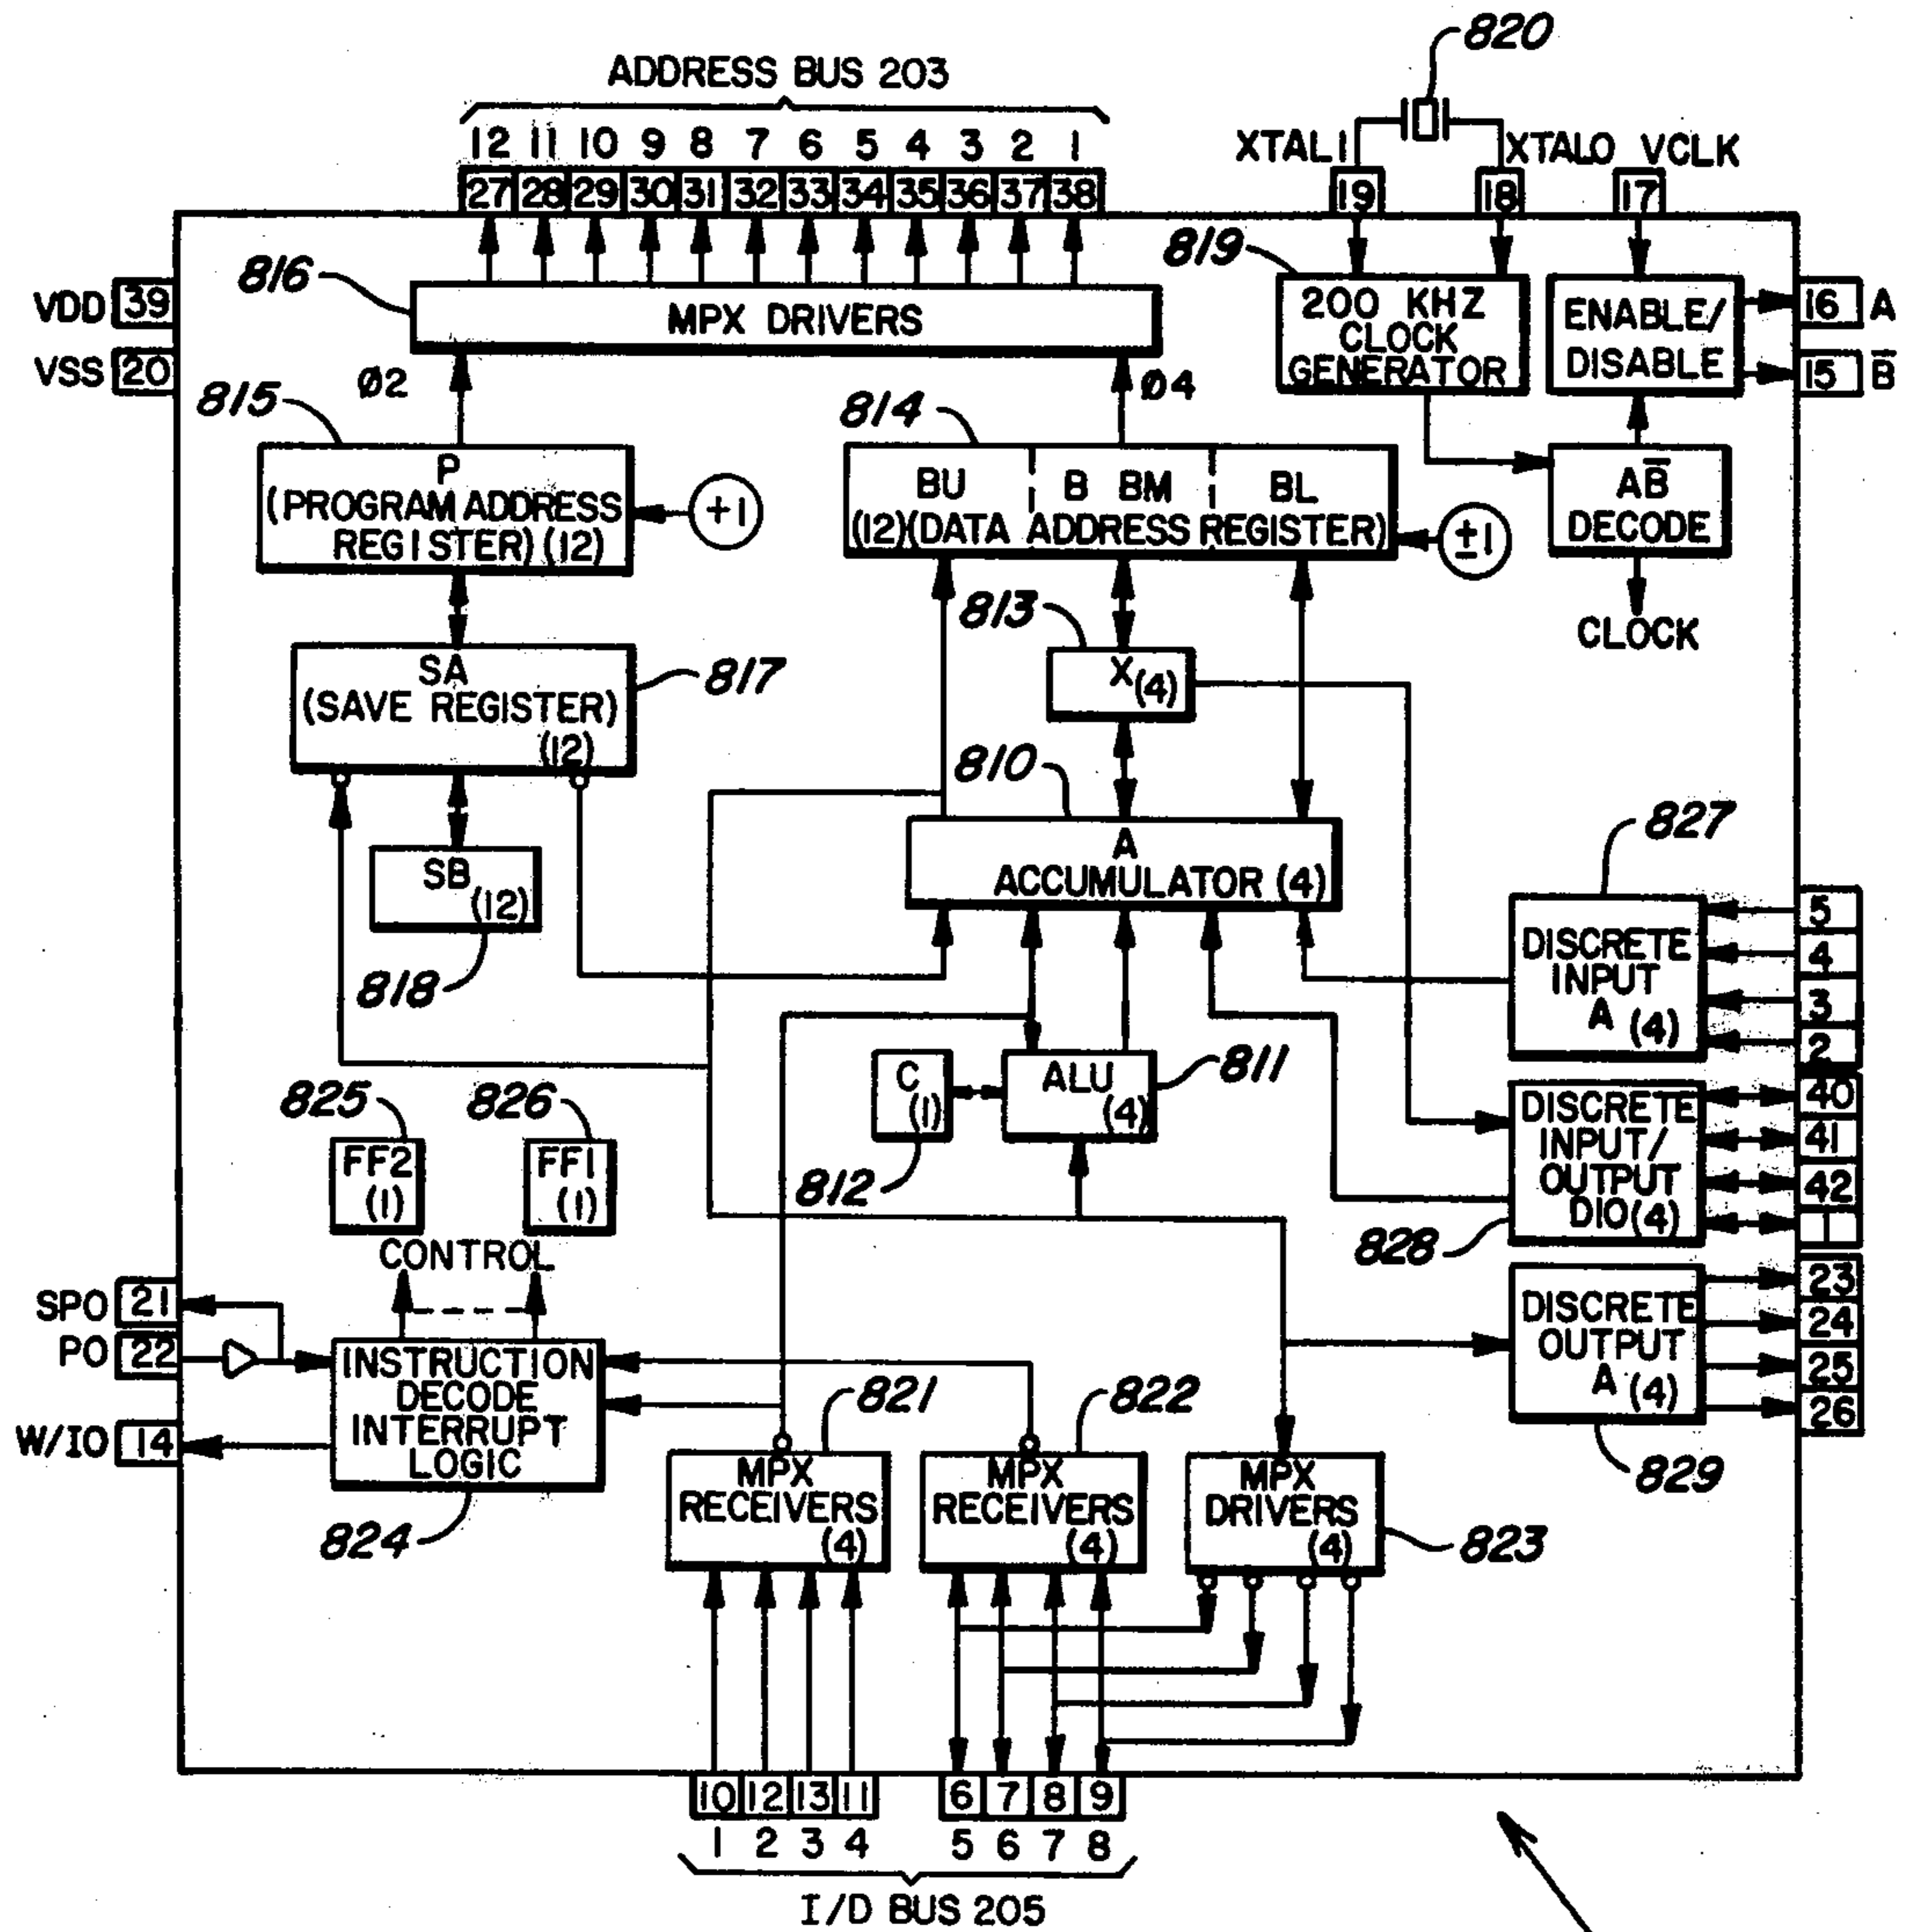 820
ADDRESS BUS 203
12 11 10 9 8 7 6 5 4 3 2 1
XTAL1 XTALO VCLK
27 28 29 30 31 32 33 34 35 36 37 38
19 18 17
819
816
VDD 39
MPX DRIVERS
200 KHZ
CLOCK
GENERATOR
ENABLE/
DISABLE
16 A
15 B̅
VSS 20
Ø2
Ø4
815
814
P
(PROGRAM ADDRESS
REGISTER) (12)
+1
BU B BM BL
(12)(DATA ADDRESS REGISTER)
±1
AB̅
DECODE
CLOCK
813
SA
(SAVE REGISTER)
(12)
817
X(4)
810
A
ACCUMULATOR (4)
SB
(12)
818
827
DISCRETE
INPUT
A (4)
5
4
3
2
C
(1)
ALU
(4)
811
812
825
826
FF2
(1)
FF1
(1)
CONTROL
DISCRETE
INPUT/
OUTPUT
DIO(4)
828
40
41
42
1
SPO 21
PO 22
W/IO 14
INSTRUCTION
DECODE
INTERRUPT
LOGIC
824
DISCRETE
OUTPUT
A (4)
829
23
24
25
26
821
MPX
RECEIVERS
(4)
822
MPX
RECEIVERS
(4)
MPX
DRIVERS
(4)
823
10 12 13 11 6 7 8 9
1 2 3 4 5 6 7 8
I/D BUS 205